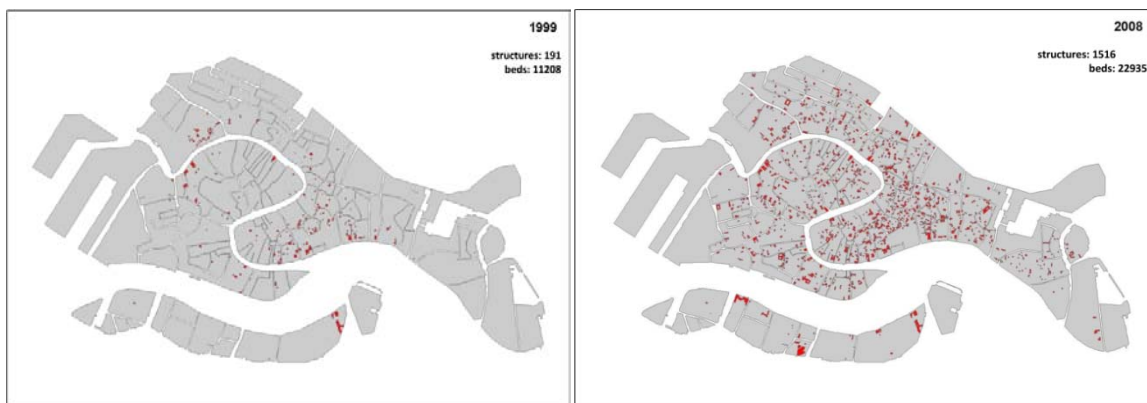 1999
structures: 191
beds: 11208
2008
structures: 1516
beds: 22935